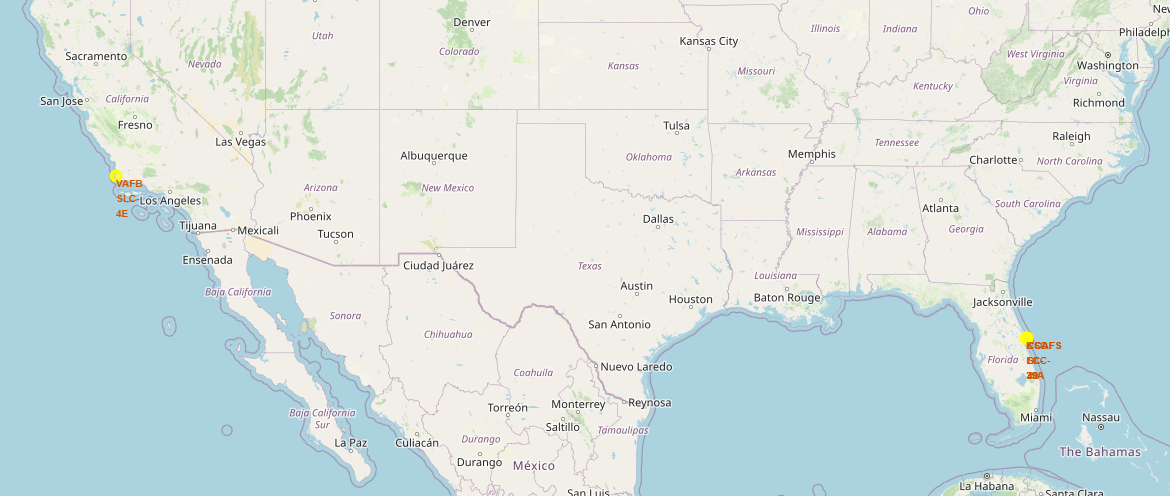 Denver
Utah
Colorado
Kansas City
Illinois
Indiana
Ohio
Philadelph
Sacramento
Nevada
Kansas
Missouri
West Virginia
Washington
Virginia
San Jose
California
Fresno
Kentucky
Richmond
Las Vegas
Tulsa
Raleigh
Albuquerque
Oklahoma
Memphis
Tennessee
Charlotte
North Carolina
Arkansas
VAFB
SLC-
4E
Los Angeles
Arizona
New Mexico
Atlanta
South Carolina
Phoenix
Dallas
Tijuana
Mexicali
Tucson
Mississippi
Alabama
Georgia
Ensenada
Ciudad Juárez
Texas
Louisiana
Baja California
Austin
Houston
Baton Rouge
Jacksonville
Sonora
Chihuahua
San Antonio
Florida
Coahuila
Nuevo Laredo
Baja California
Sur
Torreón
Monterrey
Reynosa
Saltillo
Tamaulipas
Miami
Nassau
La Paz
Culiacán
Durango
Durango
México
The Bahamas
San Luis
La Habana
Santa Clara